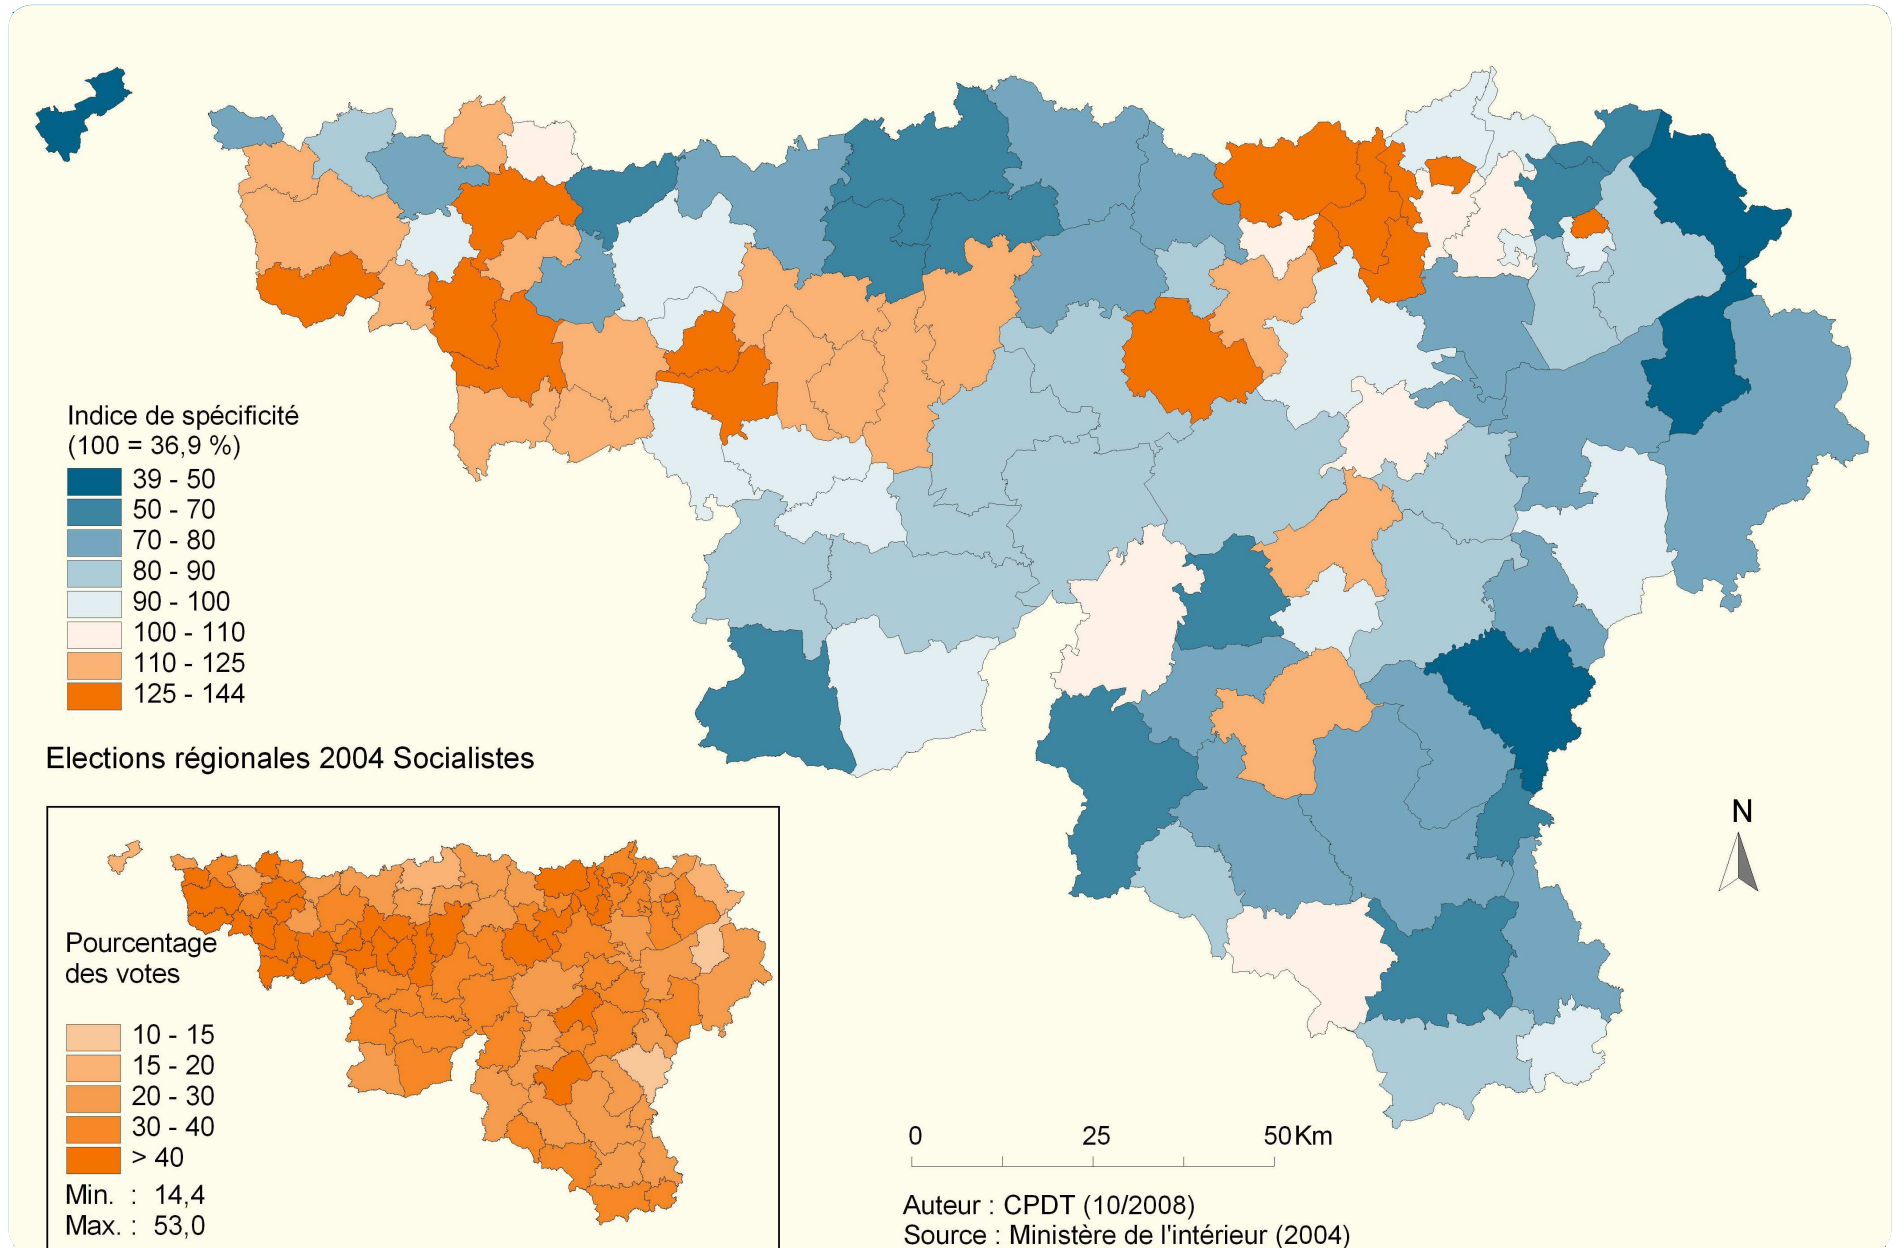 Indice de spécificité
(100 = 36,9 %)
39 - 50
50 - 70
70 - 80
80 - 90
90 - 100
100 - 110
110 - 125
125 - 144
Elections régionales 2004 Socialistes
Pourcentage
des votes
10 - 15
15 - 20
20 - 30
30 - 40
> 40
Min. : 14,4
Max. : 53,0
N
0 25 50Km
Auteur : CPDT (10/2008)
Source : Ministère de l'intérieur (2004)